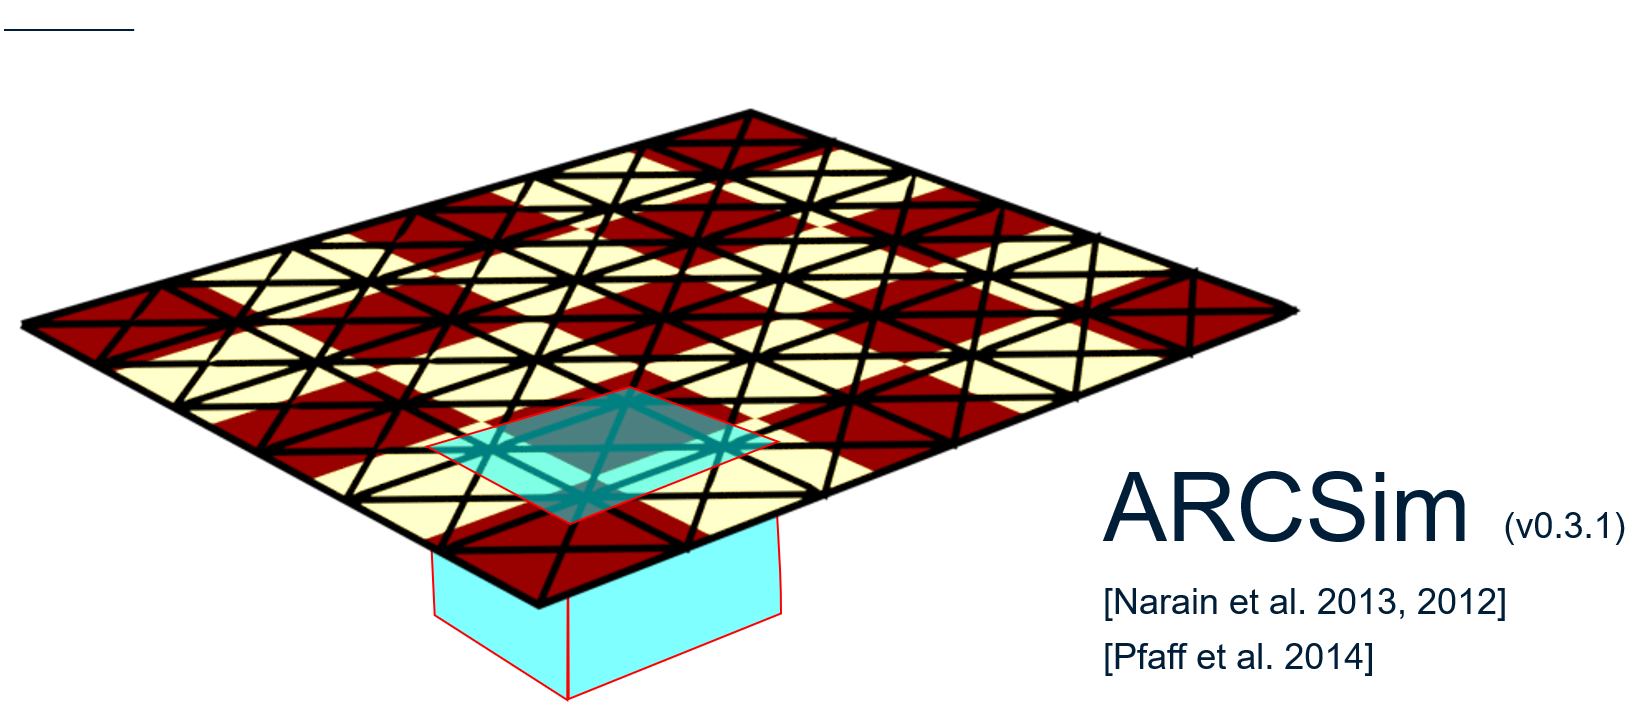 ARCSim (v0.3.1)
[Narain et al. 2013, 2012]
[Pfaff et al. 2014]